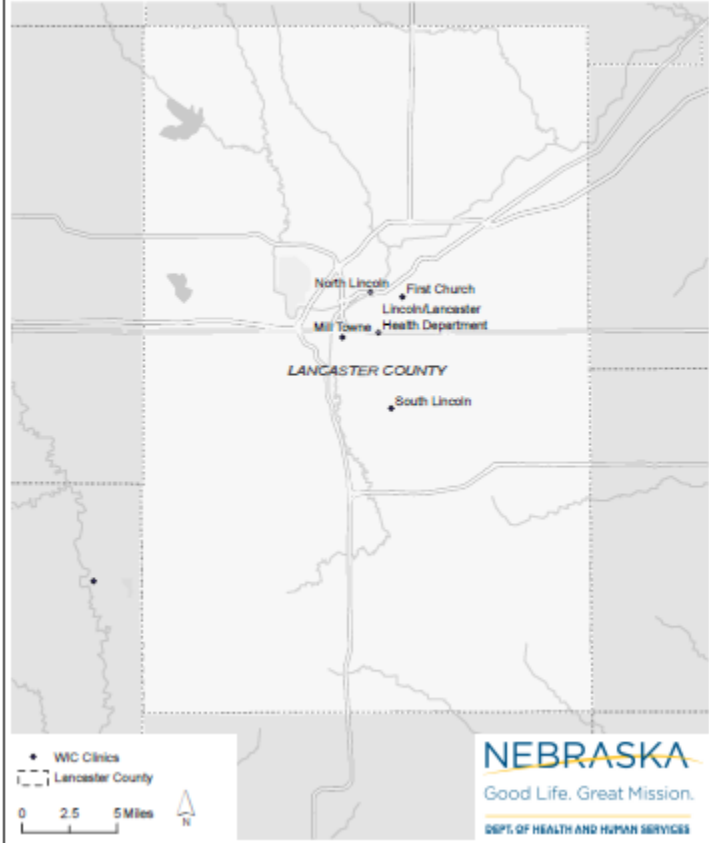 North Lincoln
First Church
Lincoln/Lancaster
Health Department
Mill Towne
LANCASTER COUNTY
South Lincoln
WIC Clinics
Lancaster County
0 2.5 5 Miles
N
NEBRASKA
Good Life. Great Mission.
DEPT. OF HEALTH AND HUMAN SERVICES